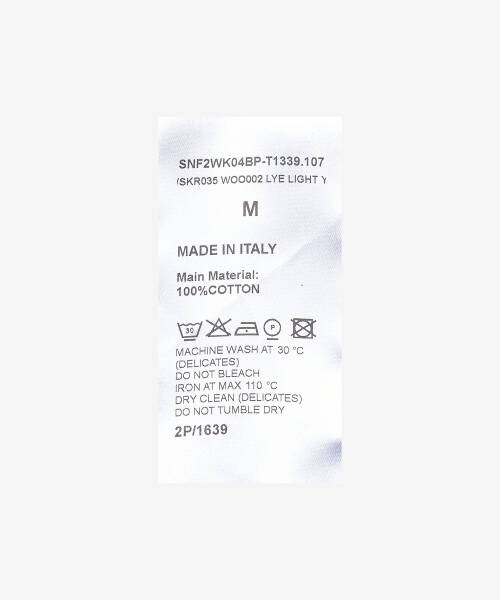 SNF2WK04BP-T1339.107
/SKR035 WOO002 LYE LIGHT Y
M
MADE IN ITALY
Main Material:
100%COTTON
30 P
MACHINE WASH AT 30 °C
(DELICATES)
DO NOT BLEACH
IRON AT MAX 110 °C
DRY CLEAN (DELICATES)
DO NOT TUMBLE DRY
2P/1639